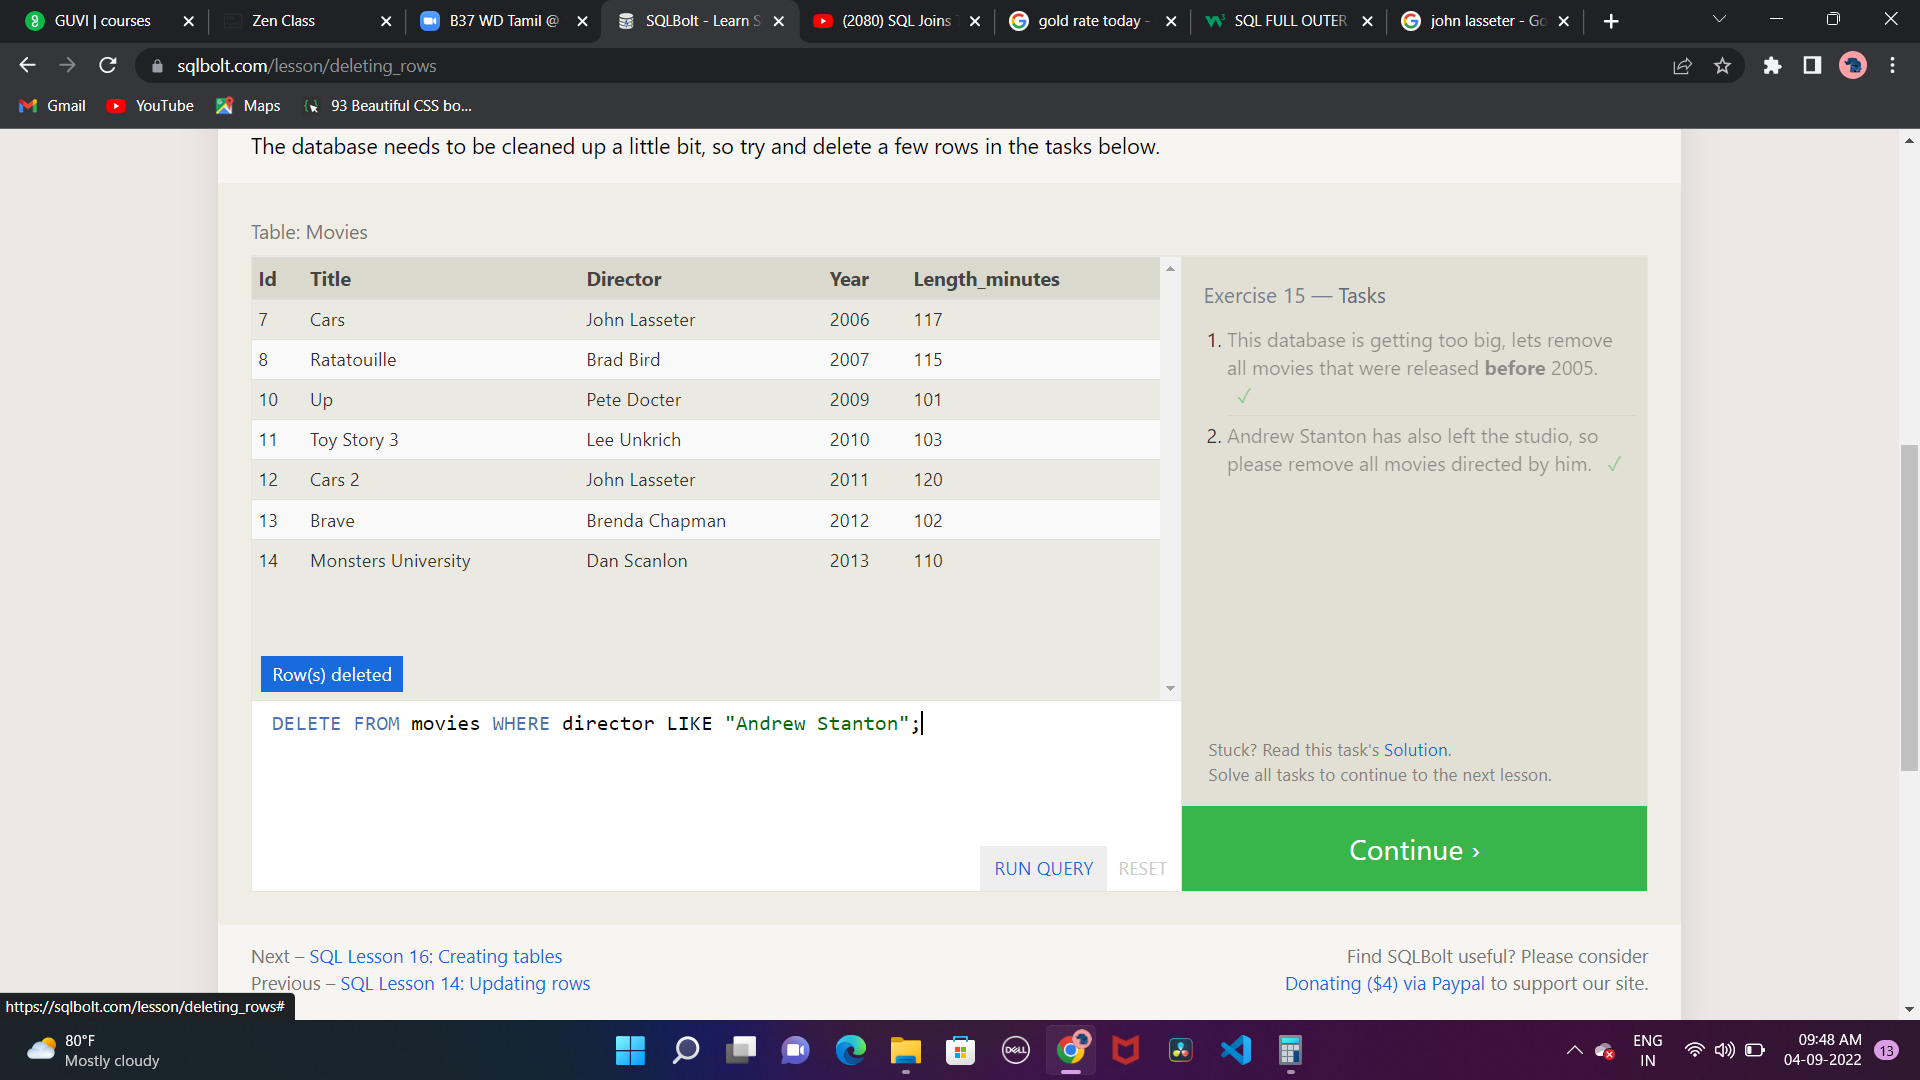 GUVI | courses
Zen Class
B37 WD Tamil @
SQLBolt - Learn S
(2080) SQL Joins
gold rate today -
SQL FULL OUTER
john lasseter - Go
sqlbolt.com/lesson/deleting_rows
Gmail YouTube Maps 93 Beautiful CSS bo...
The database needs to be cleaned up a little bit, so try and delete a few rows in the tasks below.
Table: Movies
Id Title Director Year Length_minutes
7 Cars John Lasseter 2006 117
8 Ratatouille Brad Bird 2007 115
10 Up Pete Docter 2009 101
11 Toy Story 3 Lee Unkrich 2010 103
12 Cars 2 John Lasseter 2011 120
13 Brave Brenda Chapman 2012 102
14 Monsters University Dan Scanlon 2013 110
Row(s) deleted
DELETE FROM movies WHERE director LIKE "Andrew Stanton";
RUN QUERY RESET
Exercise 15 — Tasks
1. This database is getting too big, lets remove
all movies that were released before 2005.
✓
2. Andrew Stanton has also left the studio, so
please remove all movies directed by him. ✓
Stuck? Read this task's Solution.
Solve all tasks to continue to the next lesson.
Continue ›
Next – SQL Lesson 16: Creating tables
Previous – SQL Lesson 14: Updating rows
Find SQLBolt useful? Please consider
Donating ($4) via Paypal to support our site.
https://sqlbolt.com/lesson/deleting_rows#
80°F
Mostly cloudy
DELL
ENG
IN
09:48 AM
04-09-2022
13